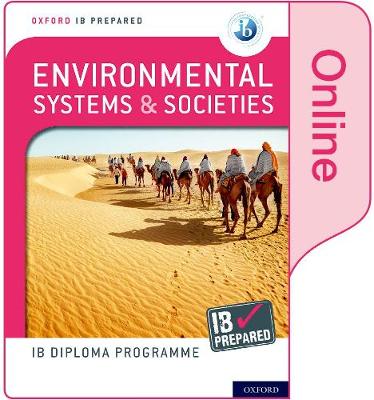 OXFORD IB PREPARED
ib
ENVIRONMENTAL
SYSTEMS & SOCIETIES
Online
IB
PREPARED
IB DIPLOMA PROGRAMME
OXFORD